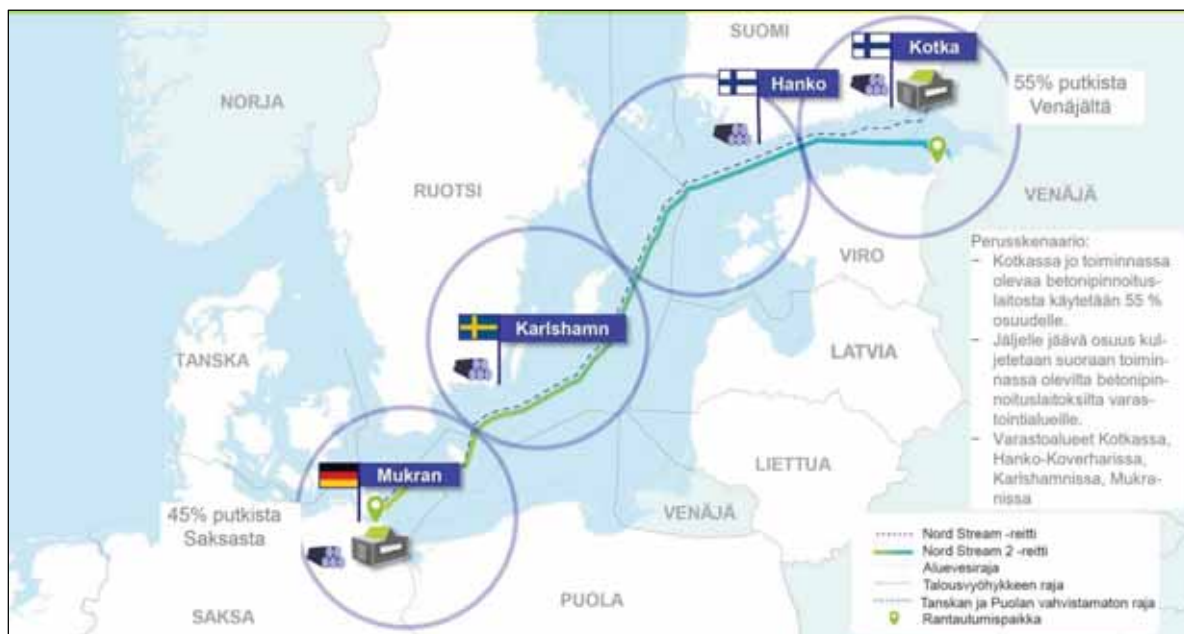 SUOMI
Kotka
Hanko
NORJA
55% putkista
Venäjältä
RUOTSI
VENÄJÄ
VIRO
Perusskenaario:
- Kotkassa jo toiminnassa
olevaa betonipinnoitus-
laitosta käytetään 55 %
osuudelle.
- Jäljelle jäävä osuus kul-
jetetaan suoraan toimin-
nassa olevilta betonipin-
noituslaitoksilta varas-
tointialueille.
- Varastoalueet Kotkassa,
Hanko-Koverharissa,
Karlshamnissa, Mukra-
nissa
Karlshamn
TANSKA
LATVIA
LIETTUA
Mukran
45% putkista
Saksasta
VENÄJÄ
SAKSA
PUOLA
Nord Stream -reitti
Nord Stream 2 -reitti
Aluevesiraja
Talousvyöhykkeen raja
Tanskan ja Puolan vahvistamaton raja
Rantautumispaikka